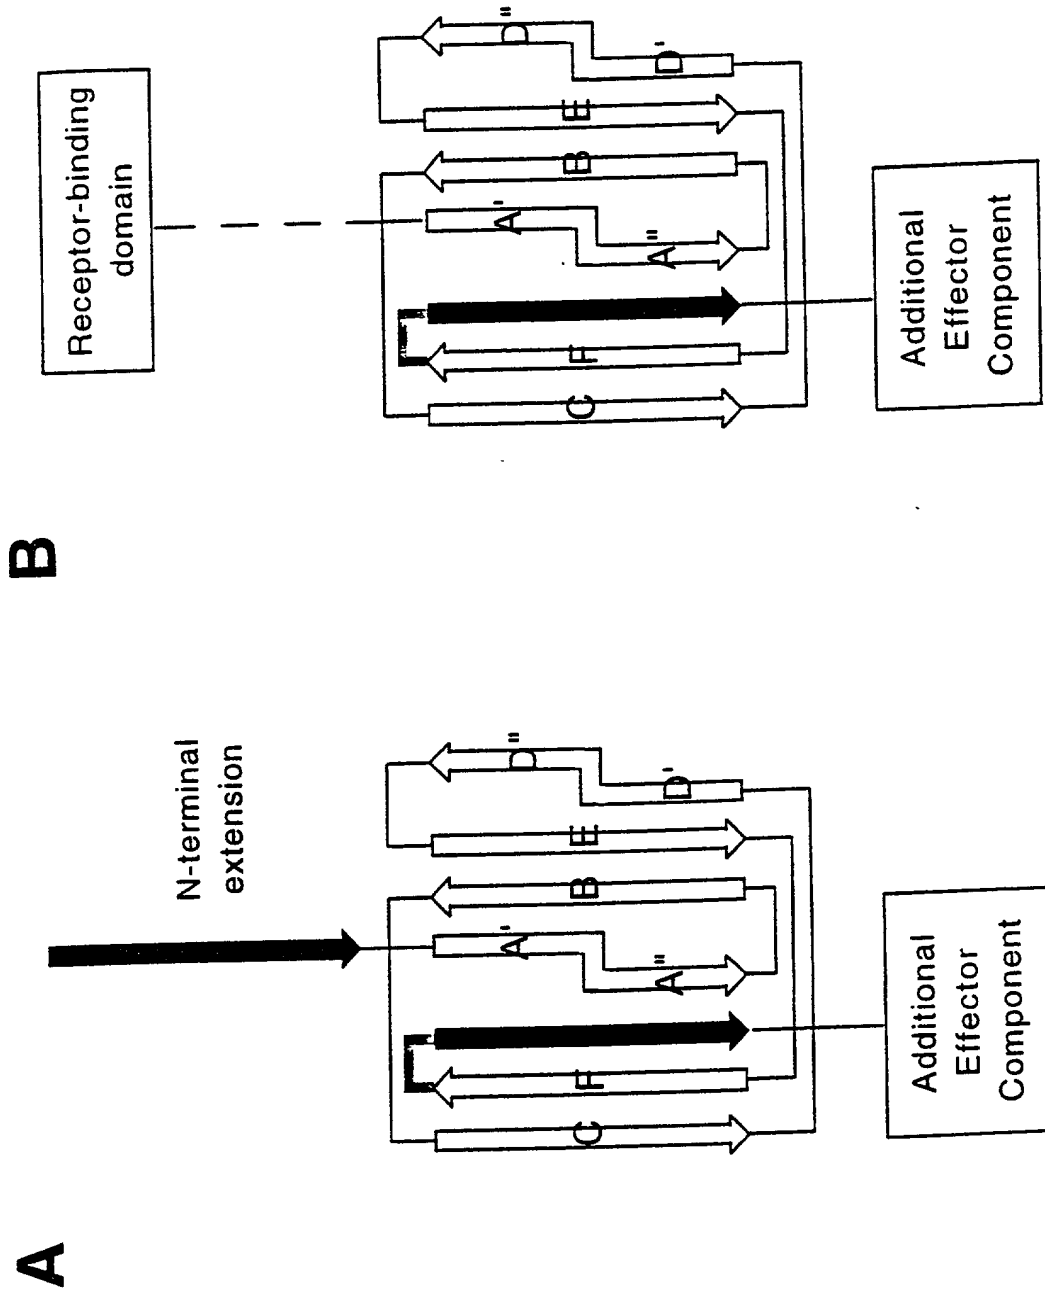 A
N-terminal
extension
C
F
A'
A"
B
E
D'
D"
Additional
Effector
Component
B
Receptor-binding
domain
C
F
A'
A"
B
E
D'
D"
Additional
Effector
Component